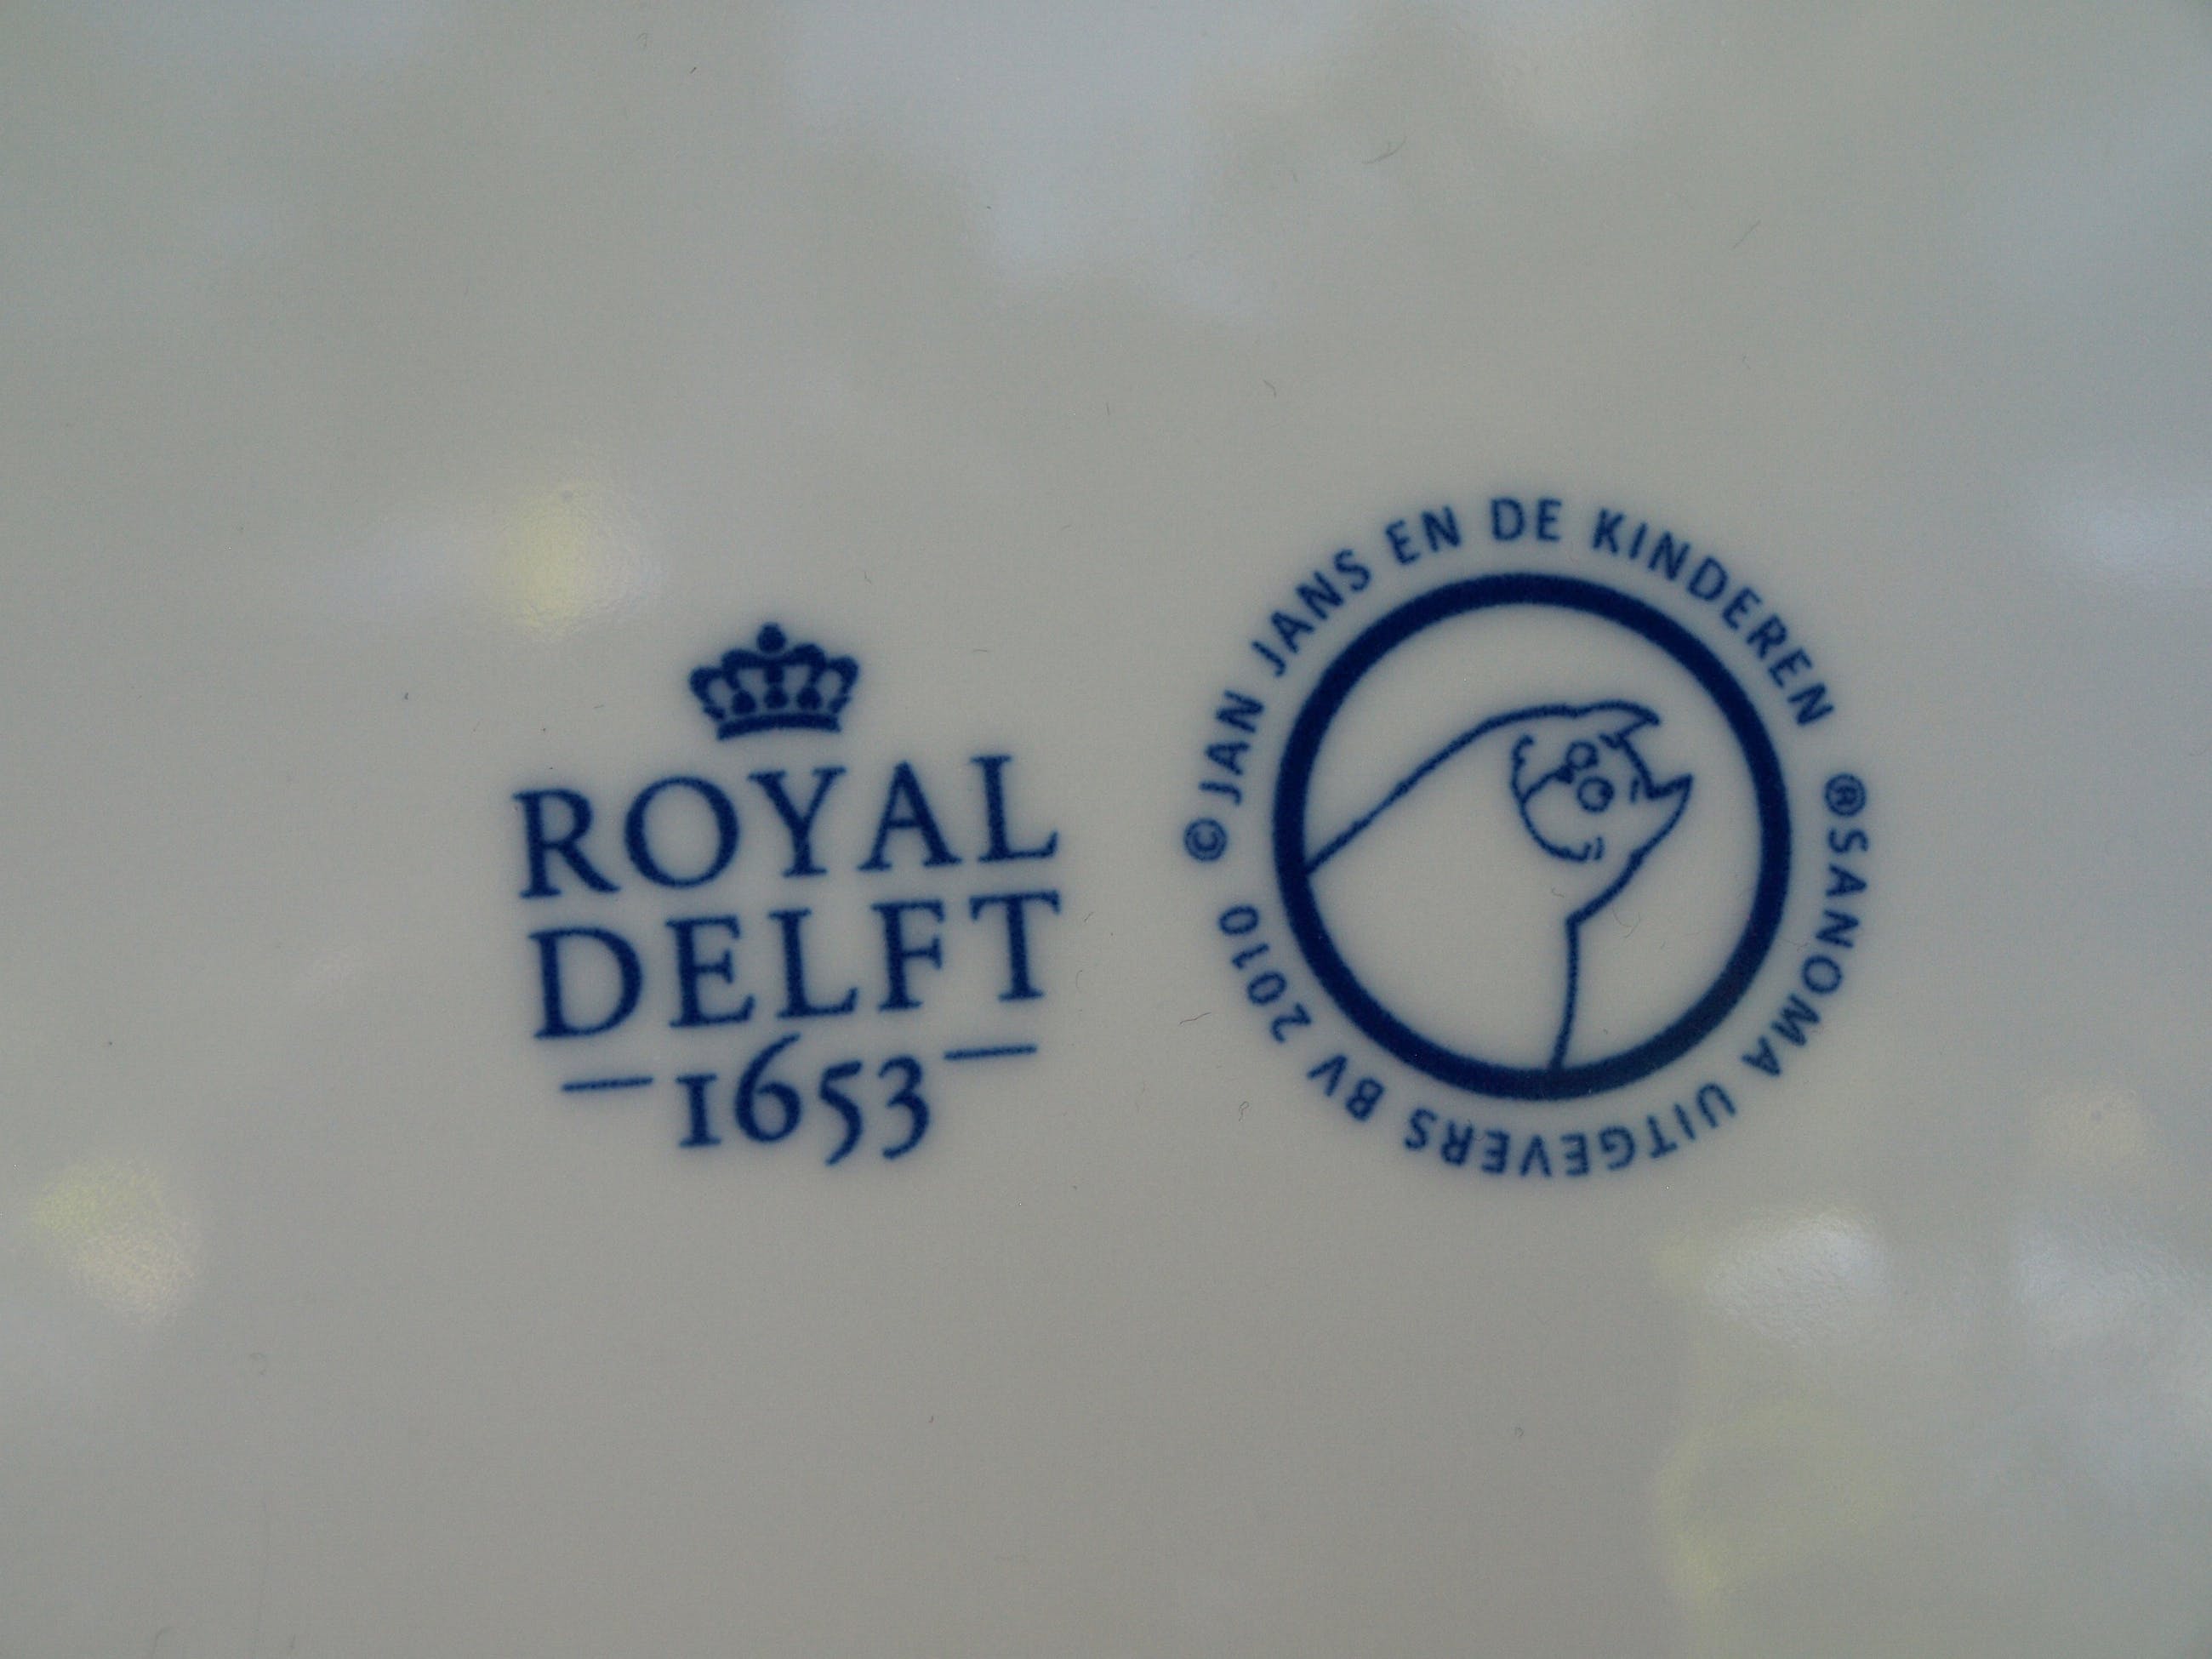 ROYAL
DELFT
1653
© JAN JANS EN DE KINDEREN ® SANOMA UITGEVERS BV 2010